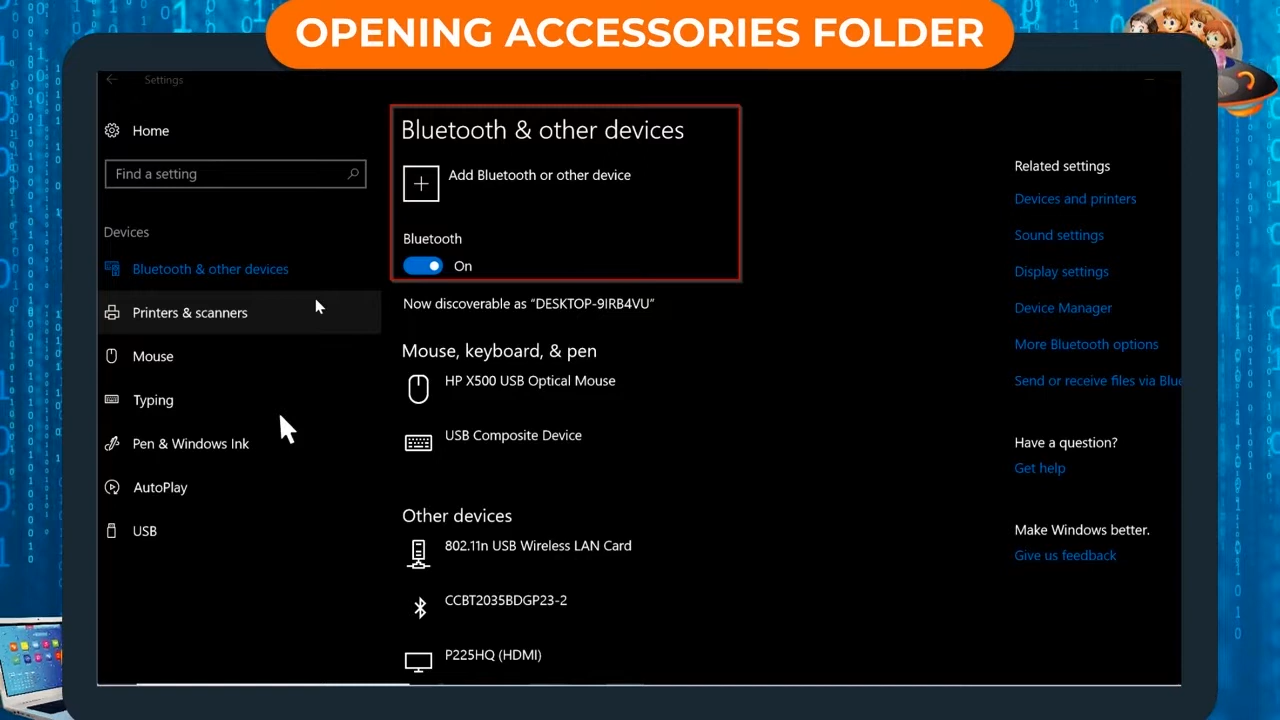 OPENING ACCESSORIES FOLDER
Settings
Home
Find a setting
Devices
Bluetooth & other devices
Printers & scanners
Mouse
Typing
Pen & Windows Ink
AutoPlay
USB
Bluetooth & other devices
Add Bluetooth or other device
Bluetooth
On
Now discoverable as “DESKTOP-9IRB4VU”
Mouse, keyboard, & pen
HP X500 USB Optical Mouse
USB Composite Device
Other devices
802.11n USB Wireless LAN Card
CCBT2035BDGP23-2
P225HQ (HDMI)
Related settings
Devices and printers
Sound settings
Display settings
Device Manager
More Bluetooth options
Send or receive files via Blue
Have a question?
Get help
Make Windows better.
Give us feedback